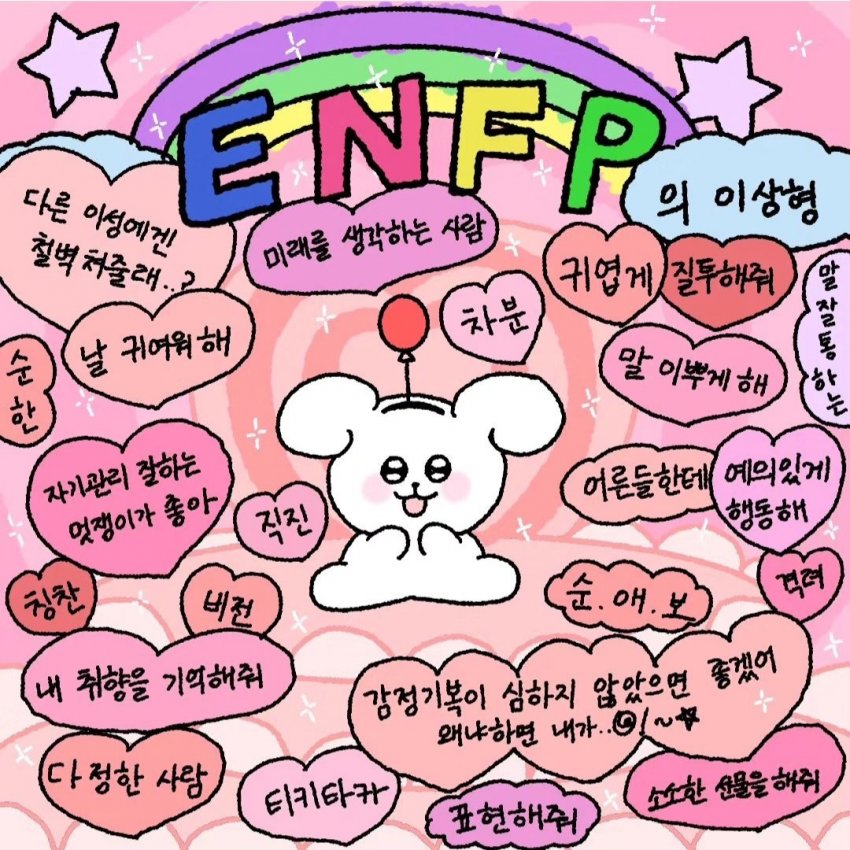 ENFP
의 이상형
다른 이성에겐
철벽 쳐줄래..?
미래를 생각하는 사람
귀엽게
질투해줘
말 잘 통하는
차분
순한
날 귀여워 해
말 이쁘게 해
자기관리 잘하는
멋쟁이가 좋아
직진
어른들한테
예의있게
행동해
칭찬
비전
순.애.보
격려
내 취향을 기억해줘
감정기복이 심하지 않았으면 좋겠어
왜냐하면 내가..!~
다정한 사람
티키타카
표현해줘
소소한 선물을 해줘